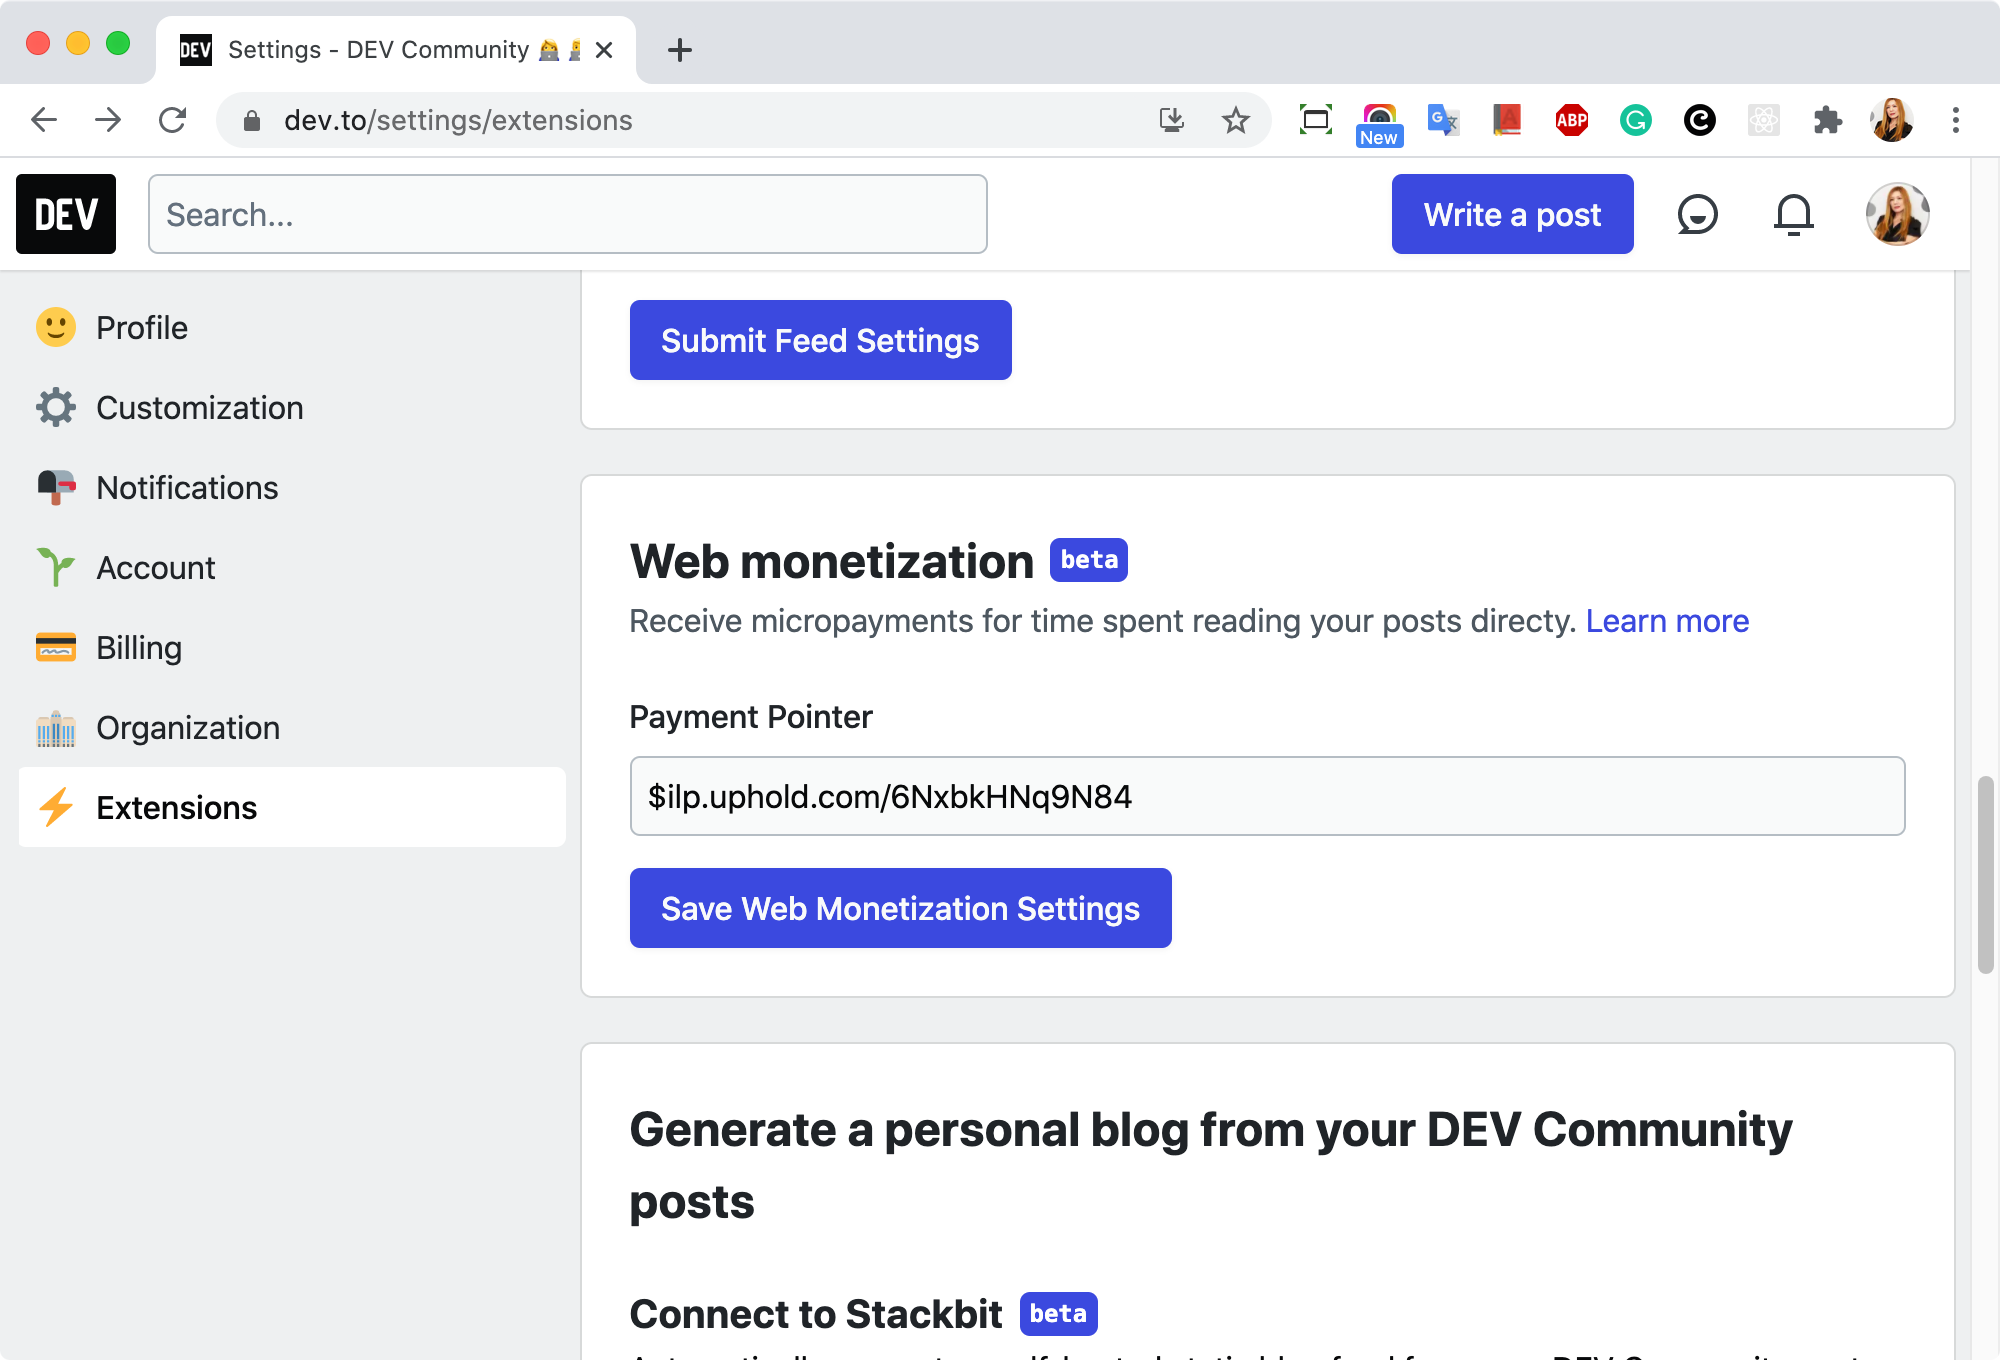 DEV Settings - DEV Community
dev.to/settings/extensions
New
G
A
ABP
DEV Search... Write a post
Profile
Customization
Notifications
Account
Billing
Organization
Extensions
Submit Feed Settings
Web monetization beta
Receive micropayments for time spent reading your posts directy. Learn more
Payment Pointer
$ilp.uphold.com/6NxbkHNq9N84
Save Web Monetization Settings
Generate a personal blog from your DEV Community
posts
Connect to Stackbit beta